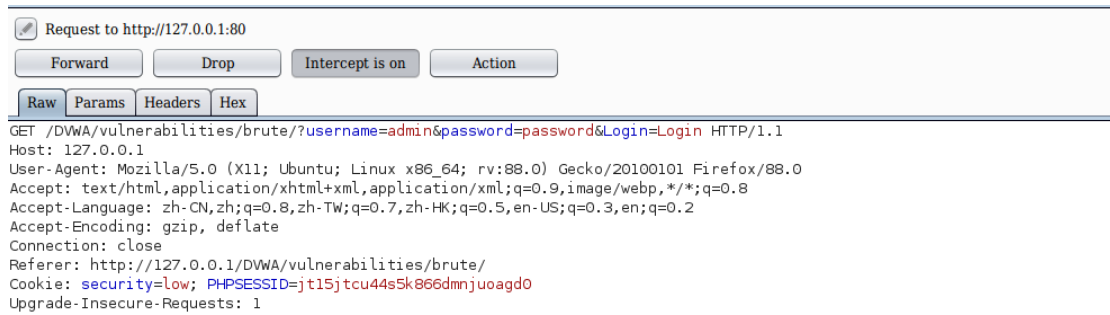 Request to http://127.0.0.1:80
Forward Drop Intercept is on Action
Raw Params Headers Hex
GET /DVWA/vulnerabilities/brute/?username=admin&password=password&Login=Login HTTP/1.1
Host: 127.0.0.1
User-Agent: Mozilla/5.0 (X11; Ubuntu; Linux x86_64; rv:88.0) Gecko/20100101 Firefox/88.0
Accept: text/html,application/xhtml+xml,application/xml;q=0.9,image/webp,*/*;q=0.8
Accept-Language: zh-CN,zh;q=0.8,zh-TW;q=0.7,zh-HK;q=0.5,en-US;q=0.3,en;q=0.2
Accept-Encoding: gzip, deflate
Connection: close
Referer: http://127.0.0.1/DVWA/vulnerabilities/brute/
Cookie: security=low; PHPSESSID=jt15jtcu44s5k866dmnjuoagd0
Upgrade-Insecure-Requests: 1